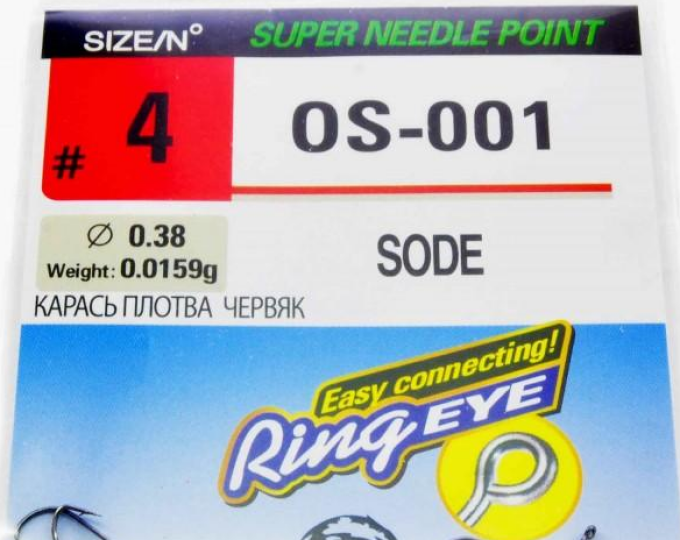 SIZE/N° SUPER NEEDLE POINT
# 4 OS-001
Ø 0.38
Weight: 0.0159g
SODE
КАРАСЬ ПЛОТВА ЧЕРВЯК
Easy connecting!
Ring EYE